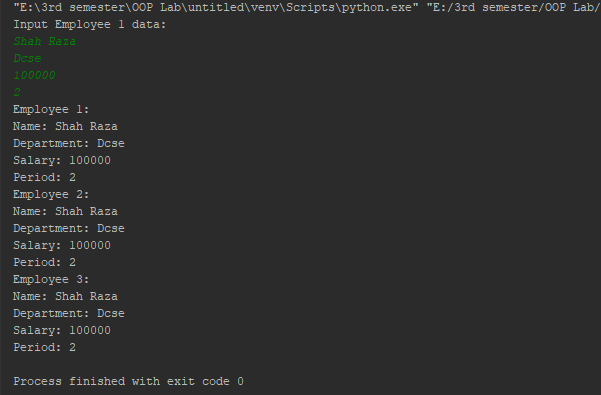 "E:\3rd semester\OOP Lab\untitled\venv\Scripts\python.exe" "E:/3rd semester/OOP Lab/
Input Employee 1 data:
Shah Raza
Dcse
100000
2
Employee 1:
Name: Shah Raza
Department: Dcse
Salary: 100000
Period: 2
Employee 2:
Name: Shah Raza
Department: Dcse
Salary: 100000
Period: 2
Employee 3:
Name: Shah Raza
Department: Dcse
Salary: 100000
Period: 2
Process finished with exit code 0